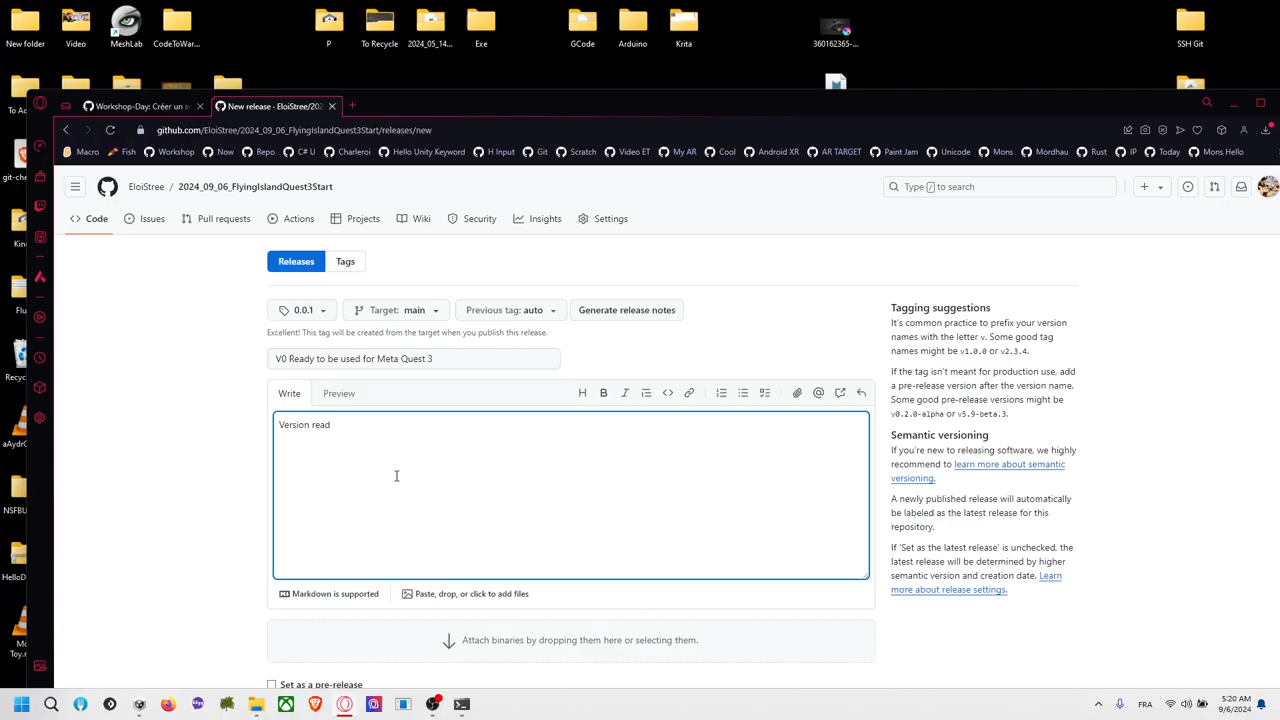 New folder
Video
MeshLab
CodeToWar...
P
To Recycle
2024_05_14...
Exe
GCode
Arduino
Krita
360162365-...
SSH Git
Workshop-Day: Créer un s
New release - EloiStree/202
github.com/EloiStree/2024_09_06_FlyingIslandQuest3Start/releases/new
Macro
Fish
Workshop
Now
Repo
C# U
Charleroi
Hello Unity Keyword
H Input
Git
Scratch
Video ET
My AR
Cool
Android XR
AR TARGET
Paint Jam
Unicode
Mons
Mordhau
Rust
IP
Today
Mons Hello
EloiStree / 2024_09_06_FlyingIslandQuest3Start
Type / to search
Code
Issues
Pull requests
Actions
Projects
Wiki
Security
Insights
Settings
Releases
Tags
0.0.1
Target: main
Previous tag: auto
Generate release notes
Excellent! This tag will be created from the target when you publish this release.
V0 Ready to be used for Meta Quest 3
Write
Preview
Version read
Markdown is supported
Paste, drop, or click to add files
Attach binaries by dropping them here or selecting them.
Set as a pre-release
Tagging suggestions
It's common practice to prefix your version
names with the letter v. Some good tag
names might be v1.0.0 or v2.3.4.
If the tag isn't meant for production use, add
a pre-release version after the version name.
Some good pre-release versions might be
v0.2.0-alpha or v5.9-beta.3.
Semantic versioning
If you're new to releasing software, we highly
recommend to learn more about semantic
versioning.
A newly published release will automatically
be labeled as the latest release for this
repository.
If 'Set as the latest release' is unchecked, the
latest release will be determined by higher
semantic version and creation date. Learn
more about release settings.
FRA
5:20 AM
9/6/2024